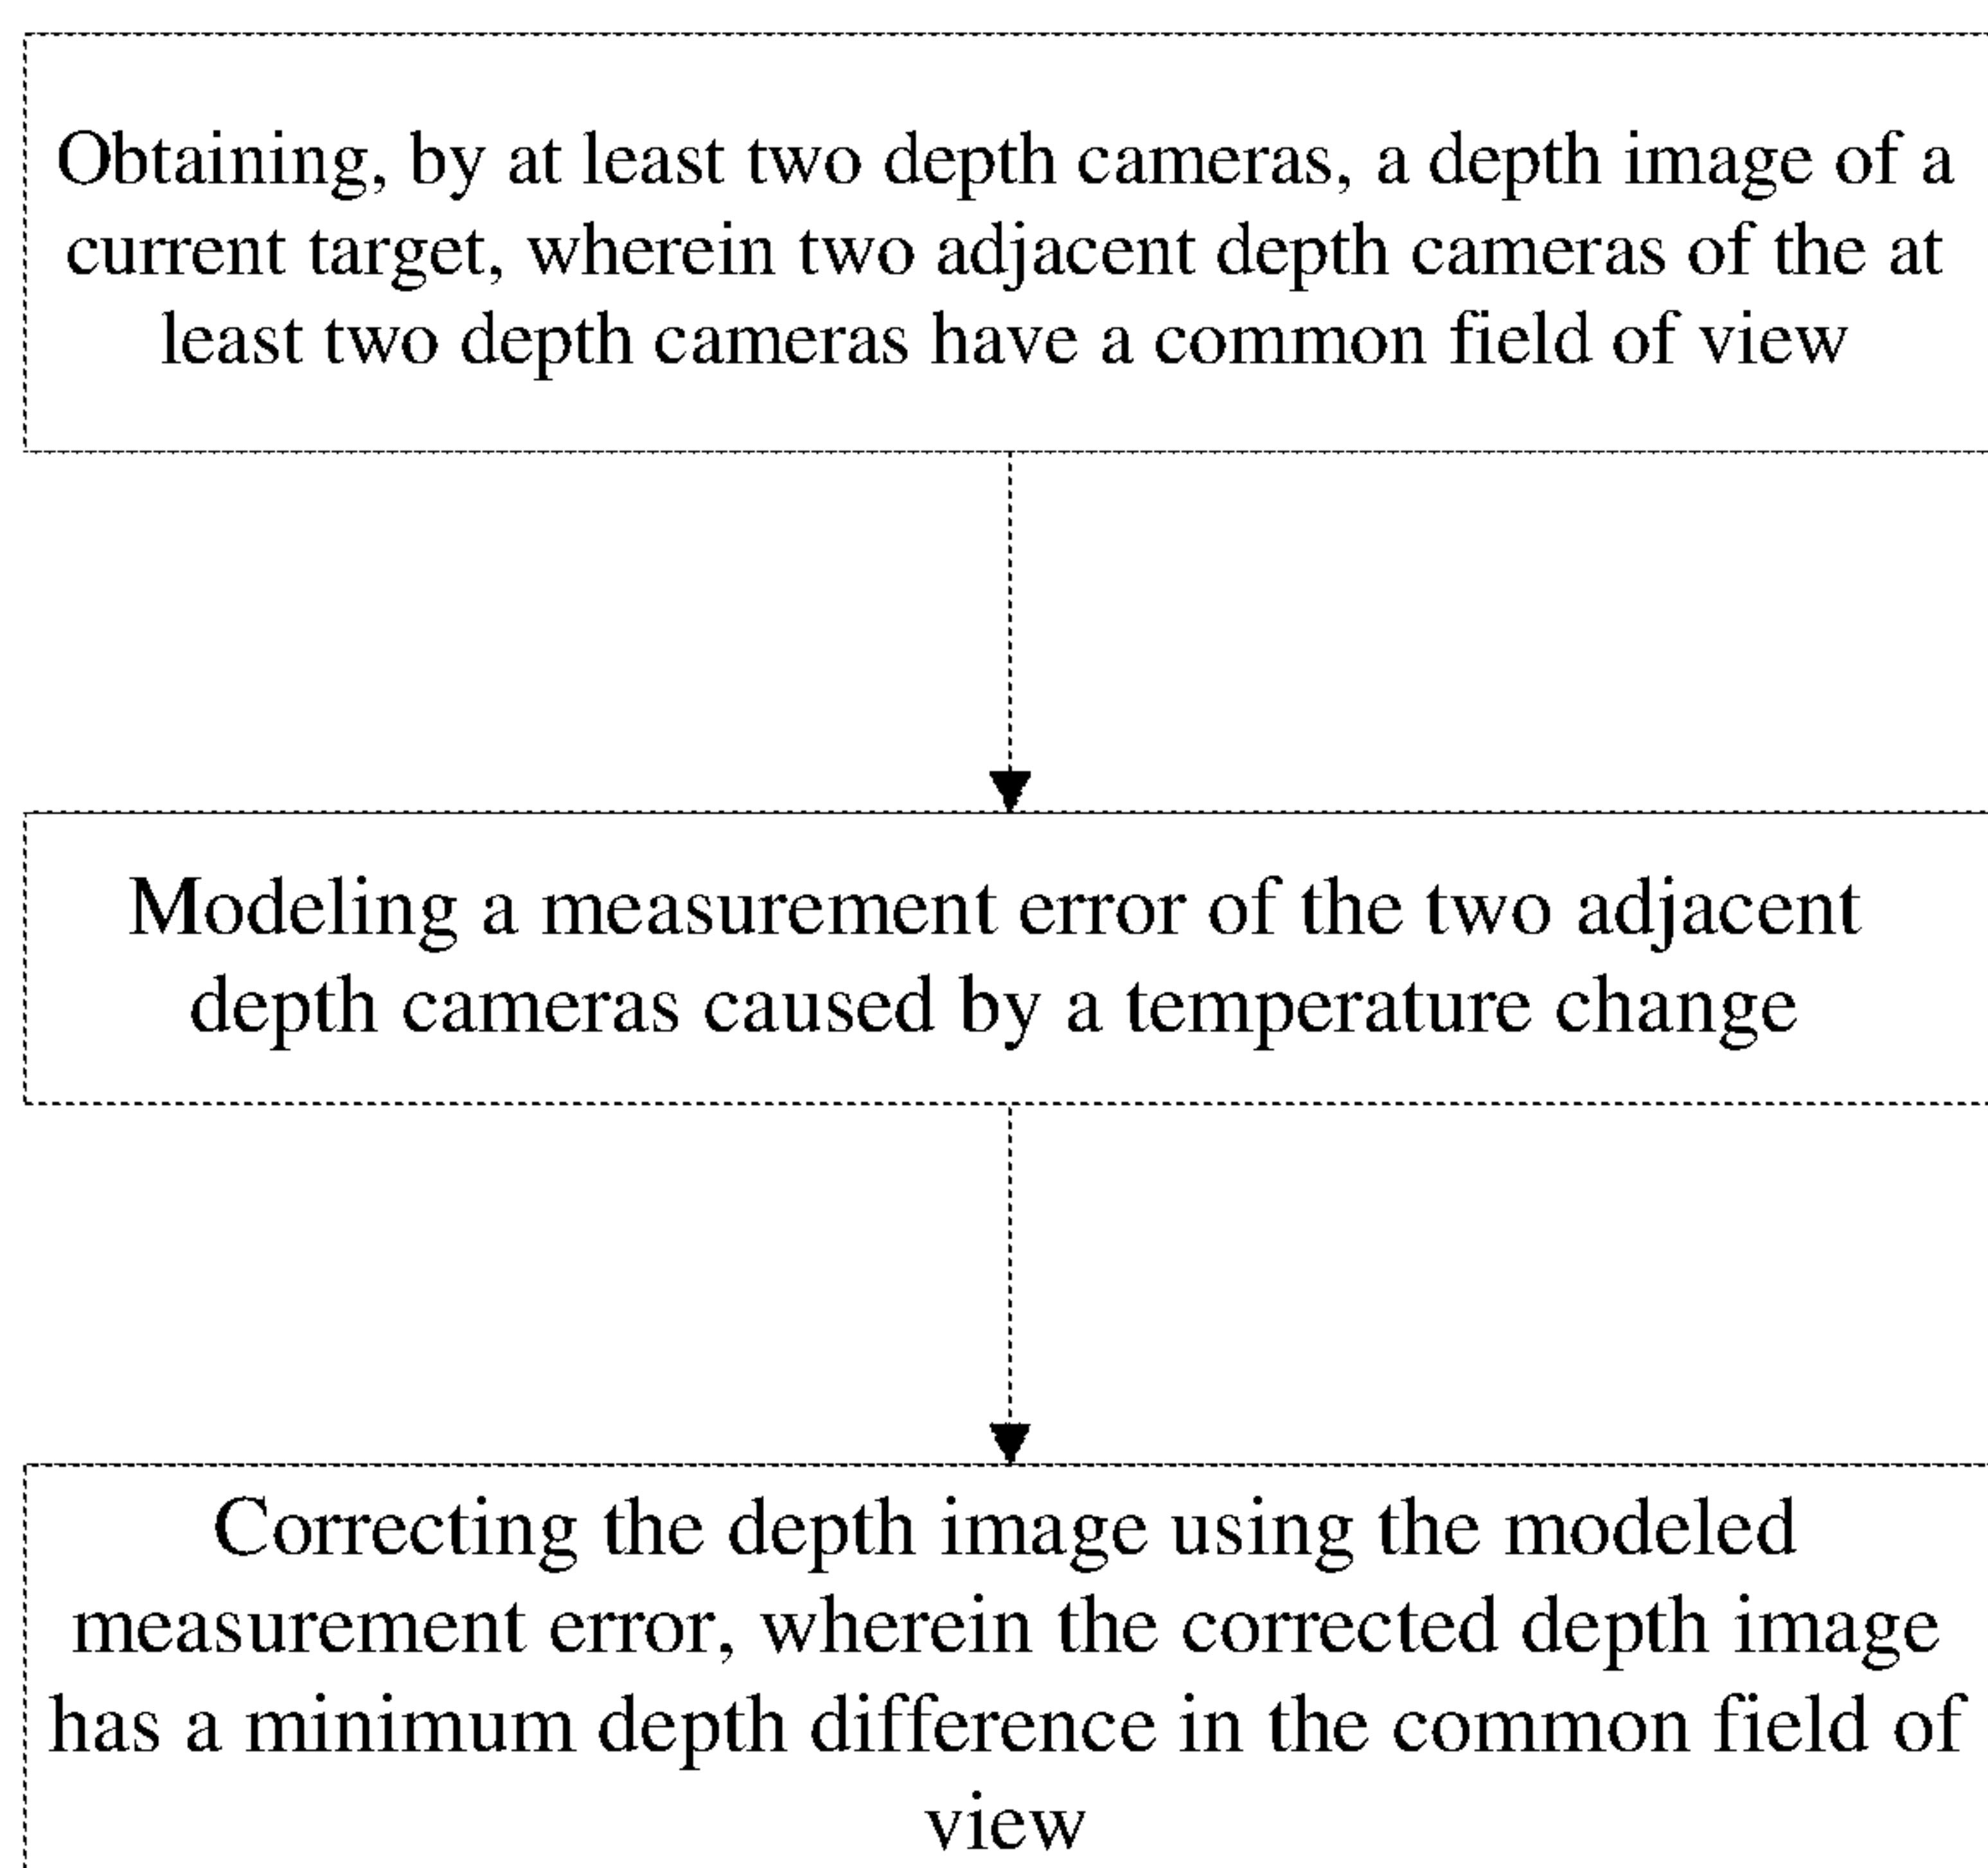 Obtaining, by at least two depth cameras, a depth image of a
current target, wherein two adjacent depth cameras of the at
least two depth cameras have a common field of view
Modeling a measurement error of the two adjacent
depth cameras caused by a temperature change
Correcting the depth image using the modeled
measurement error, wherein the corrected depth image
has a minimum depth difference in the common field of
view